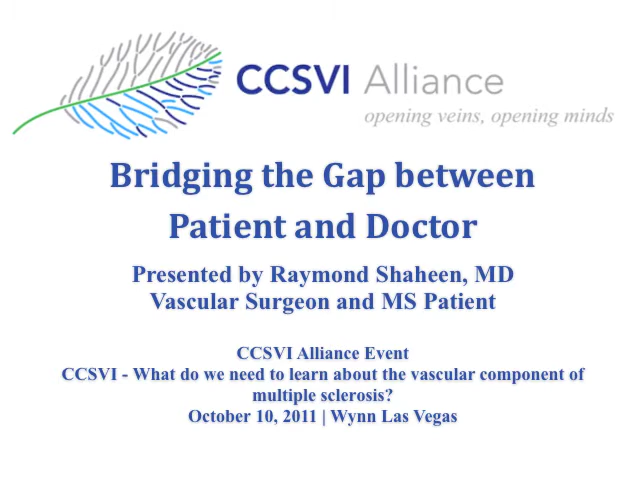 CCSVI Alliance
opening veins, opening minds
Bridging the Gap between
Patient and Doctor
Presented by Raymond Shaheen, MD
Vascular Surgeon and MS Patient
CCSVI Alliance Event
CCSVI - What do we need to learn about the vascular component of
multiple sclerosis?
October 10, 2011 | Wynn Las Vegas